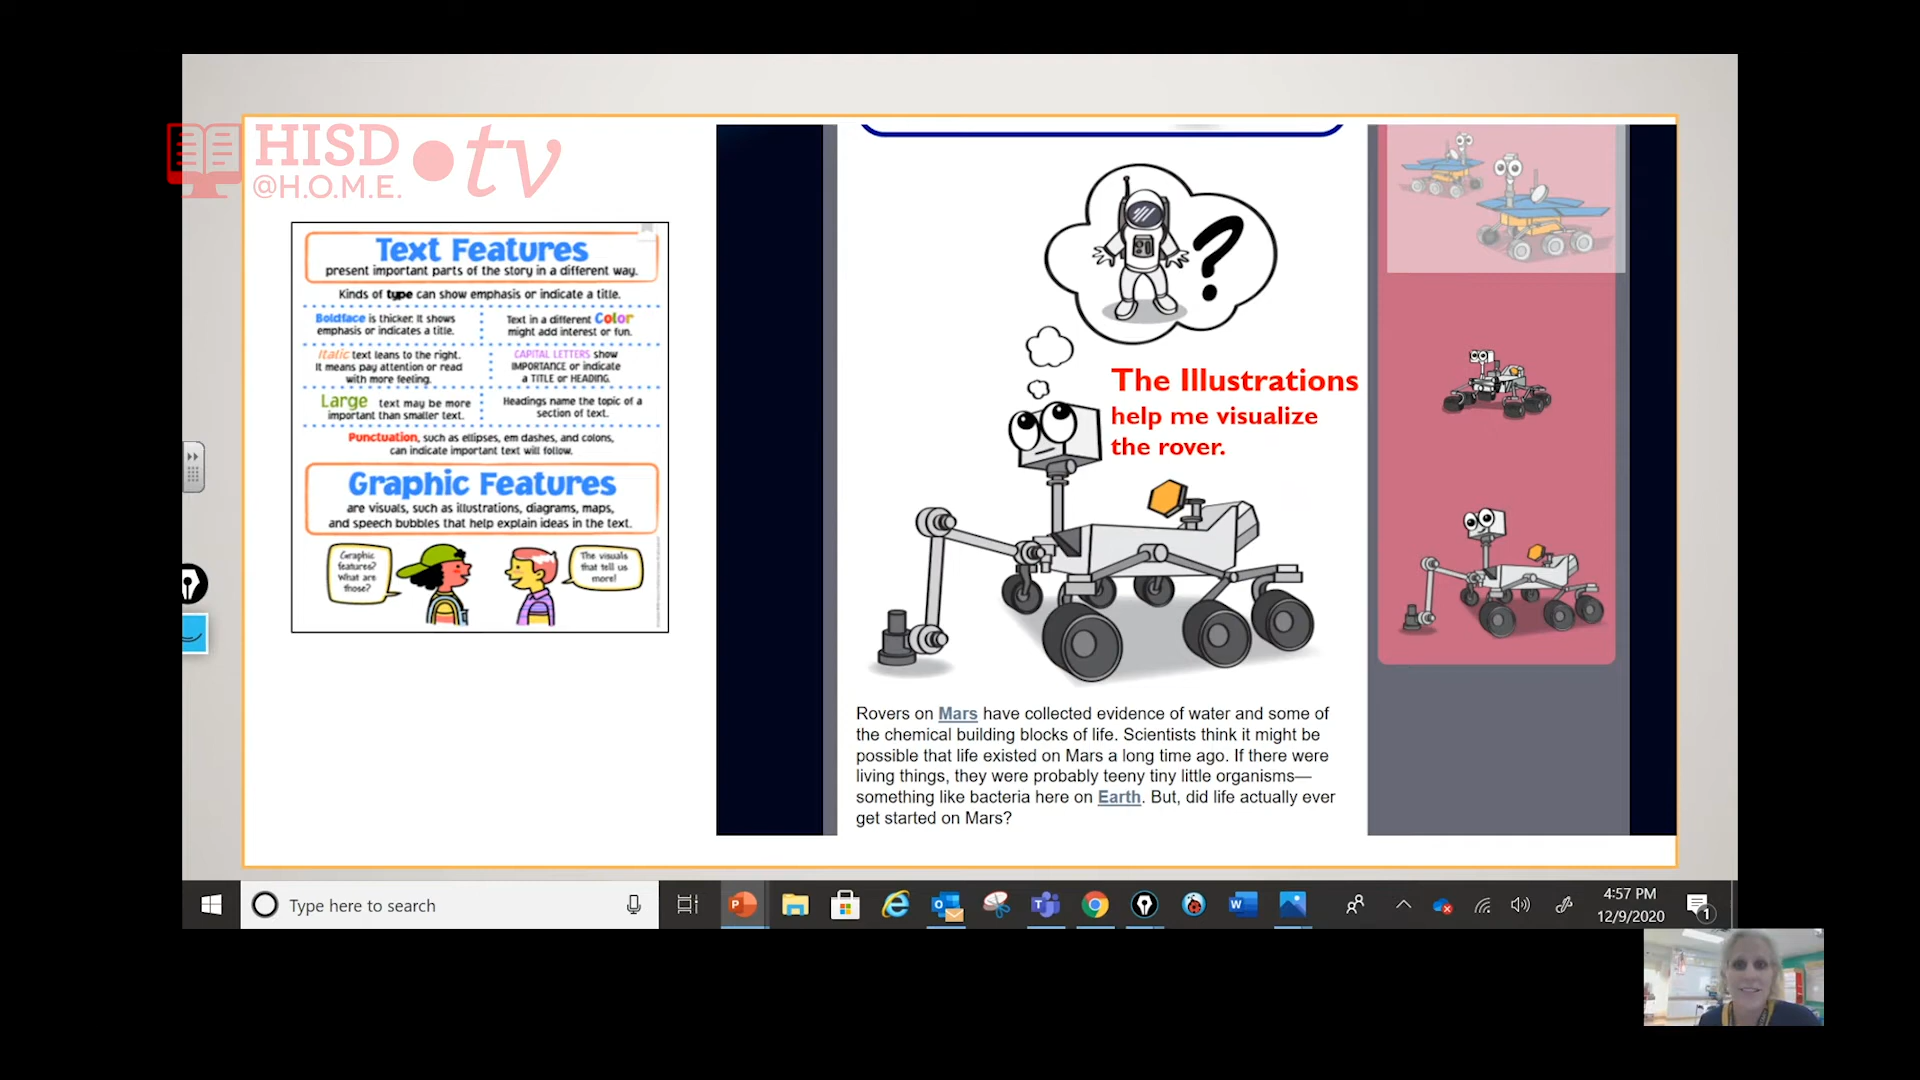 HISD
@H.O.M.E.
tv
Text Features
present important parts of the story in a different way.
Kinds of type can show emphasis or indicate a title.
Boldface is thicker. It shows
emphasis or indicates a title.
Text in a different Color
might add interest or fun.
Italic text leans to the right.
It means pay attention or read
with more feeling.
CAPITAL LETTERS show
IMPORTANCE or indicate
a TITLE or HEADING.
Large text may be more
important than smaller text.
Headings name the topic of a
section of text.
Punctuation, such as ellipses, em dashes, and colons,
can indicate important text will follow.
Graphic Features
are visuals, such as illustrations, diagrams, maps,
and speech bubbles that help explain ideas in the text.
Graphic
features?
What are
those?
The visuals
that tell us
more!
?
The Illustrations
help me visualize
the rover.
Rovers on Mars have collected evidence of water and some of
the chemical building blocks of life. Scientists think it might be
possible that life existed on Mars a long time ago. If there were
living things, they were probably teeny tiny little organisms—
something like bacteria here on Earth. But, did life actually ever
get started on Mars?
Type here to search
4:57 PM
12/9/2020
1